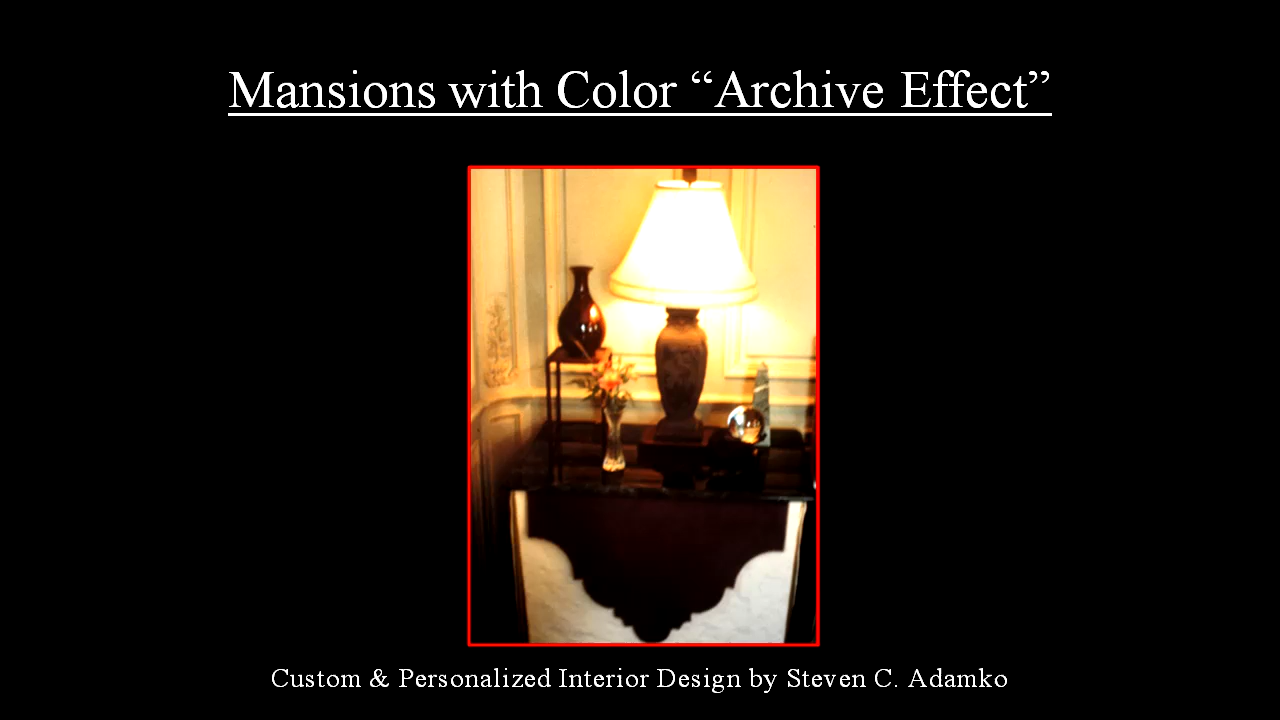 Mansions with Color “Archive Effect”
Custom & Personalized Interior Design by Steven C. Adamko